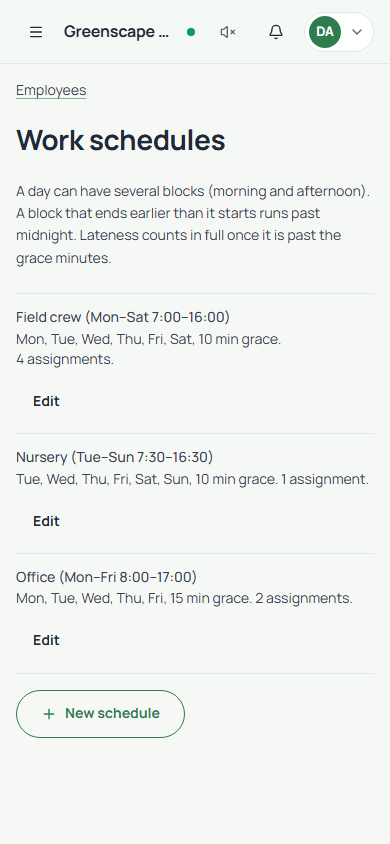 Greenscape ...
DA
Employees
Work schedules
A day can have several blocks (morning and afternoon).
A block that ends earlier than it starts runs past
midnight. Lateness counts in full once it is past the
grace minutes.
Field crew (Mon–Sat 7:00–16:00)
Mon, Tue, Wed, Thu, Fri, Sat, 10 min grace.
4 assignments.
Edit
Nursery (Tue–Sun 7:30–16:30)
Tue, Wed, Thu, Fri, Sat, Sun, 10 min grace. 1 assignment.
Edit
Office (Mon–Fri 8:00–17:00)
Mon, Tue, Wed, Thu, Fri, 15 min grace. 2 assignments.
Edit
New schedule